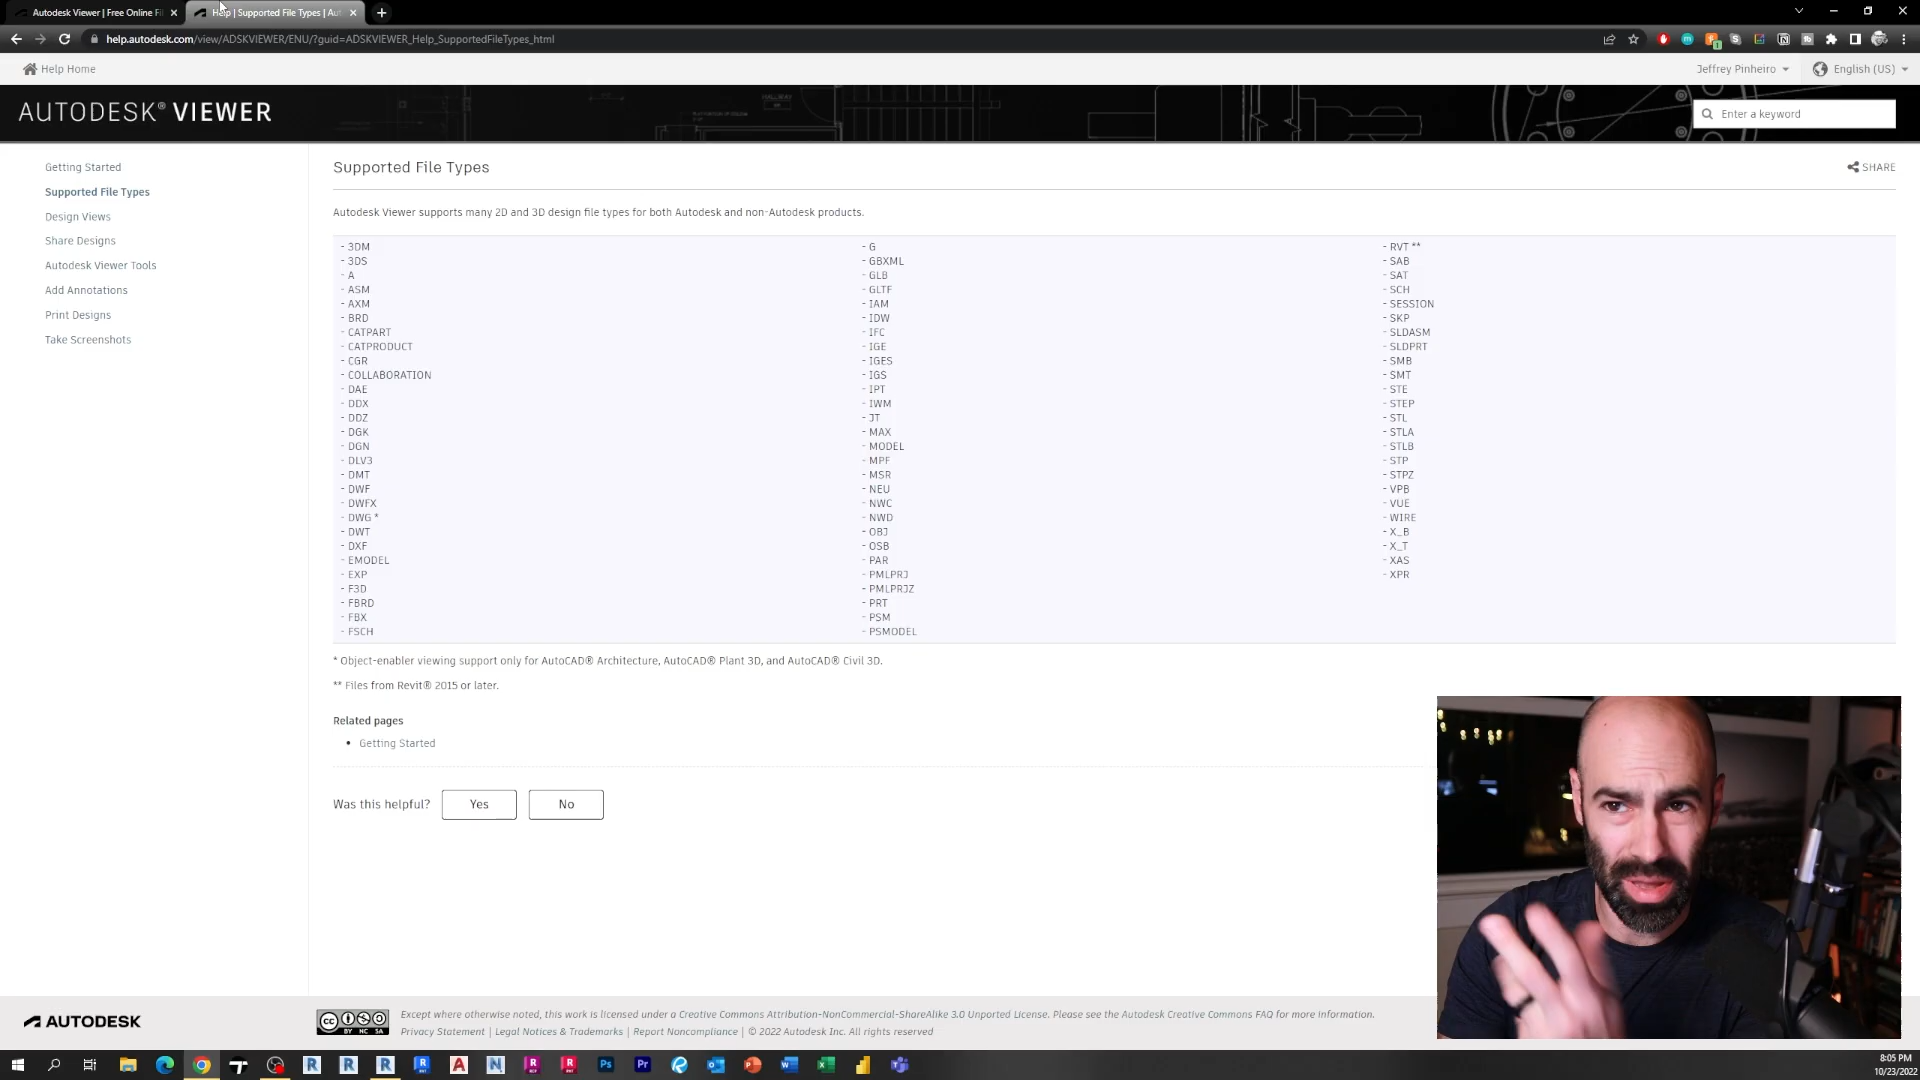 Autodesk Viewer | Free Online Fi
Help | Supported File Types | Au
help.autodesk.com/view/ADSKVIEWER/ENU/?guid=ADSKVIEWER_Help_SupportedFileTypes_html
Help Home
Jeffrey Pinheiro
English (US)
AUTODESK® VIEWER
Enter a keyword
Getting Started
Supported File Types
Design Views
Share Designs
Autodesk Viewer Tools
Add Annotations
Print Designs
Take Screenshots
Supported File Types
SHARE
Autodesk Viewer supports many 2D and 3D design file types for both Autodesk and non-Autodesk products.
- 3DM
- 3DS
- A
- ASM
- AXM
- BRD
- CATPART
- CATPRODUCT
- CGR
- COLLABORATION
- DAE
- DDX
- DDZ
- DGK
- DGN
- DLV3
- DMT
- DWF
- DWFX
- DWG *
- DWT
- DXF
- EMODEL
- EXP
- F3D
- FBRD
- FBX
- FSCH
- G
- GBXML
- GLB
- GLTF
- IAM
- IDW
- IFC
- IGE
- IGES
- IGS
- IPT
- IWM
- JT
- MAX
- MODEL
- MPF
- MSR
- NEU
- NWC
- NWD
- OBJ
- OSB
- PAR
- PMLPRJ
- PMLPRJZ
- PRT
- PSM
- PSMODEL
- RVT **
- SAB
- SAT
- SCH
- SESSION
- SKP
- SLDASM
- SLDPRT
- SMB
- SMT
- STE
- STEP
- STL
- STLA
- STLB
- STP
- STPZ
- VPB
- VUE
- WIRE
- X_B
- X_T
- XAS
- XPR
* Object-enabler viewing support only for AutoCAD® Architecture, AutoCAD® Plant 3D, and AutoCAD® Civil 3D.
** Files from Revit® 2015 or later.
Related pages
• Getting Started
Was this helpful? Yes No
AUTODESK
CC BY NC SA
Except where otherwise noted, this work is licensed under a Creative Commons Attribution-NonCommercial-ShareAlike 3.0 Unported License. Please see the Autodesk Creative Commons FAQ for more information.
Privacy Statement | Legal Notices & Trademarks | Report Noncompliance | © 2022 Autodesk Inc. All rights reserved
8:05 PM
10/23/2022